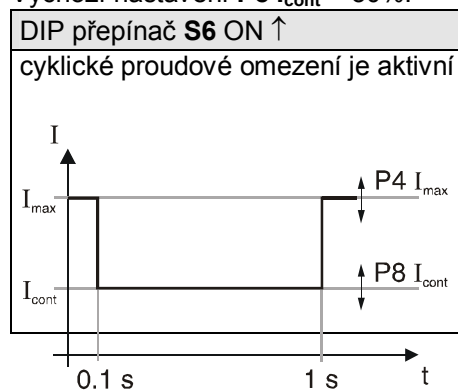 DIP přepínač S6 ON ↑
cyklické proudové omezení je aktivní
I
I_max
P4 I_max
I_cont
P8 I_cont
0.1 s
1 s
t